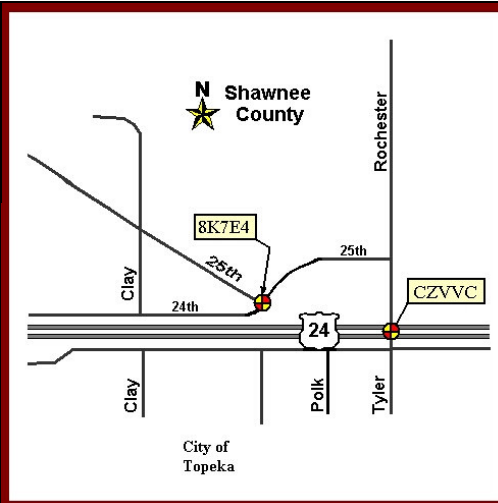 N
Shawnee
County
Rochester
8K7E4
25th
25th
Clay
24th
CZVVC
24
Clay
Polk
Tyler
City of
Topeka